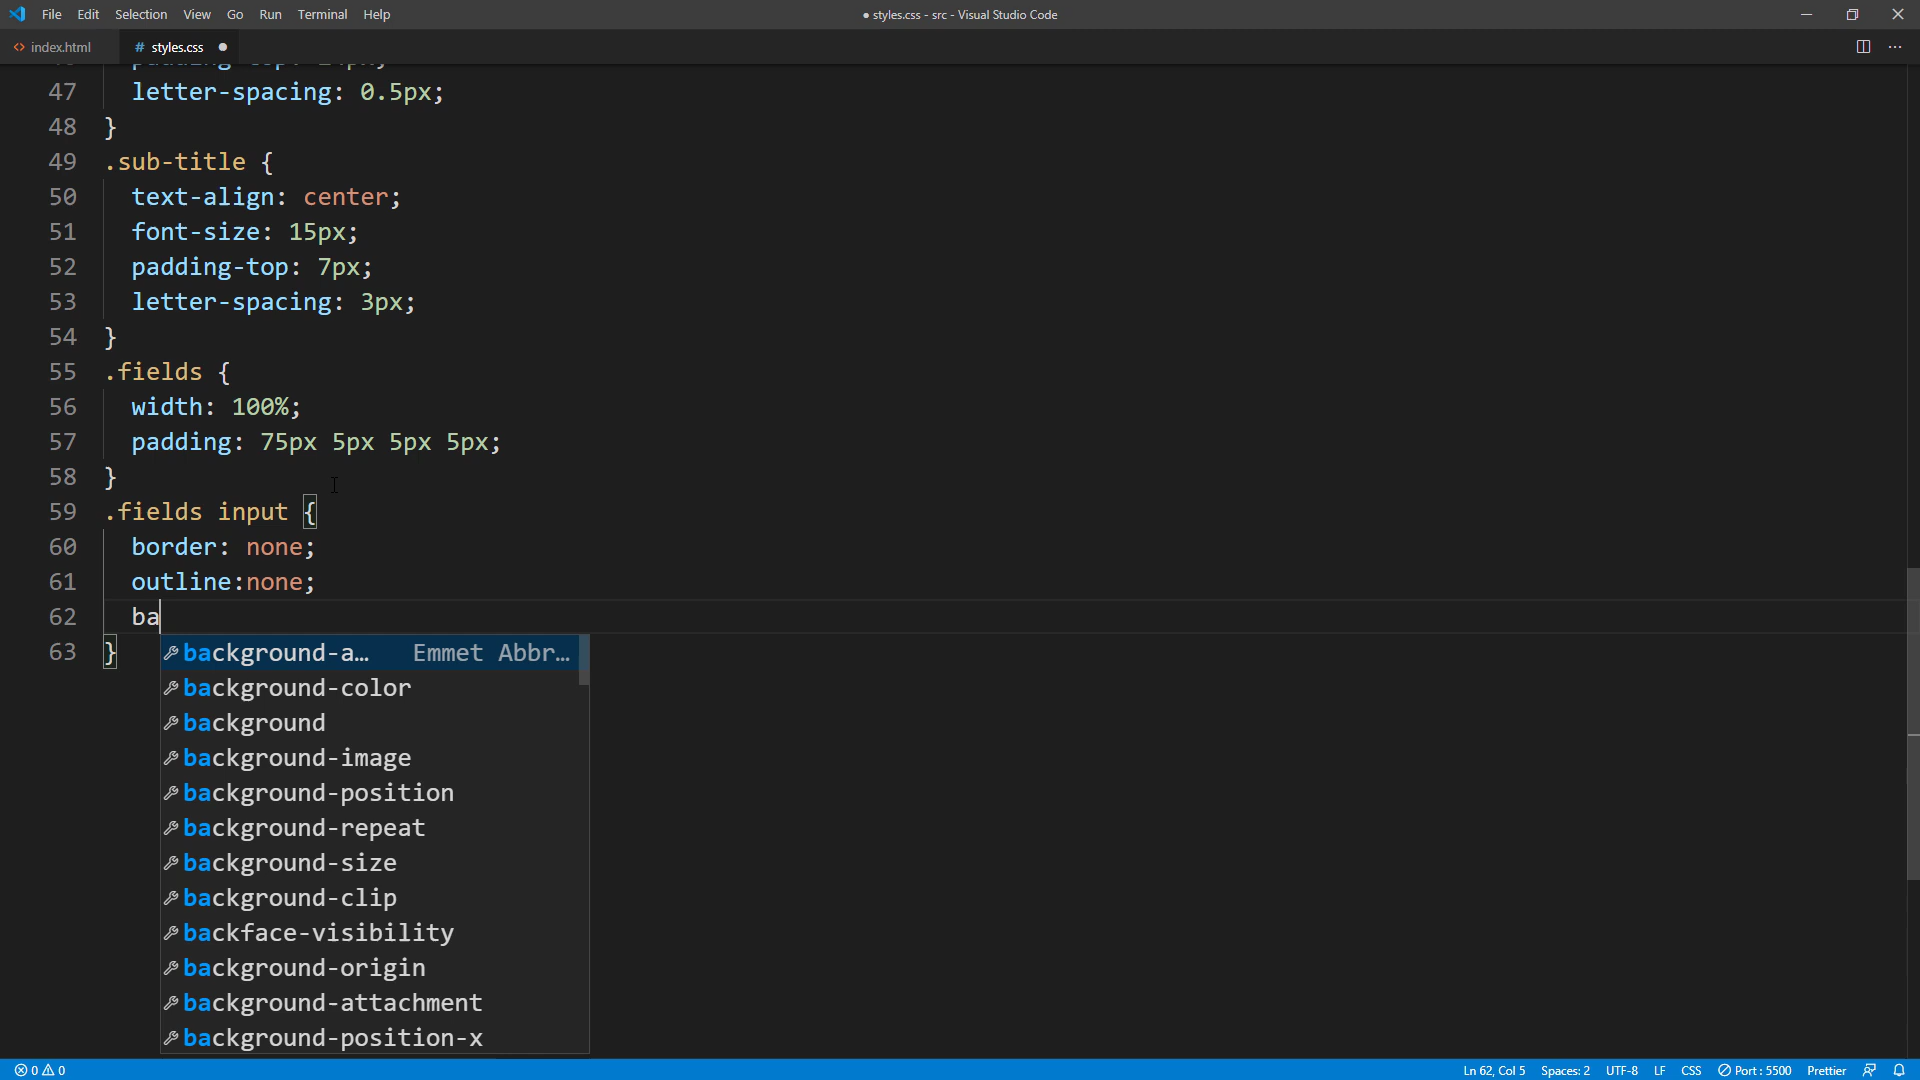 File Edit Selection View Go Run Terminal Help
● styles.css - src - Visual Studio Code
<> index.html
# styles.css ●
47 letter-spacing: 0.5px;
48 }
49 .sub-title {
50 text-align: center;
51 font-size: 15px;
52 padding-top: 7px;
53 letter-spacing: 3px;
54 }
55 .fields {
56 width: 100%;
57 padding: 75px 5px 5px 5px;
58 }
59 .fields input {
60 border: none;
61 outline:none;
62 ba
63 }
background-a… Emmet Abbr…
background-color
background
background-image
background-position
background-repeat
background-size
background-clip
backface-visibility
background-origin
background-attachment
background-position-x
0 0
Ln 62, Col 5 Spaces: 2 UTF-8 LF CSS Port : 5500 Prettier